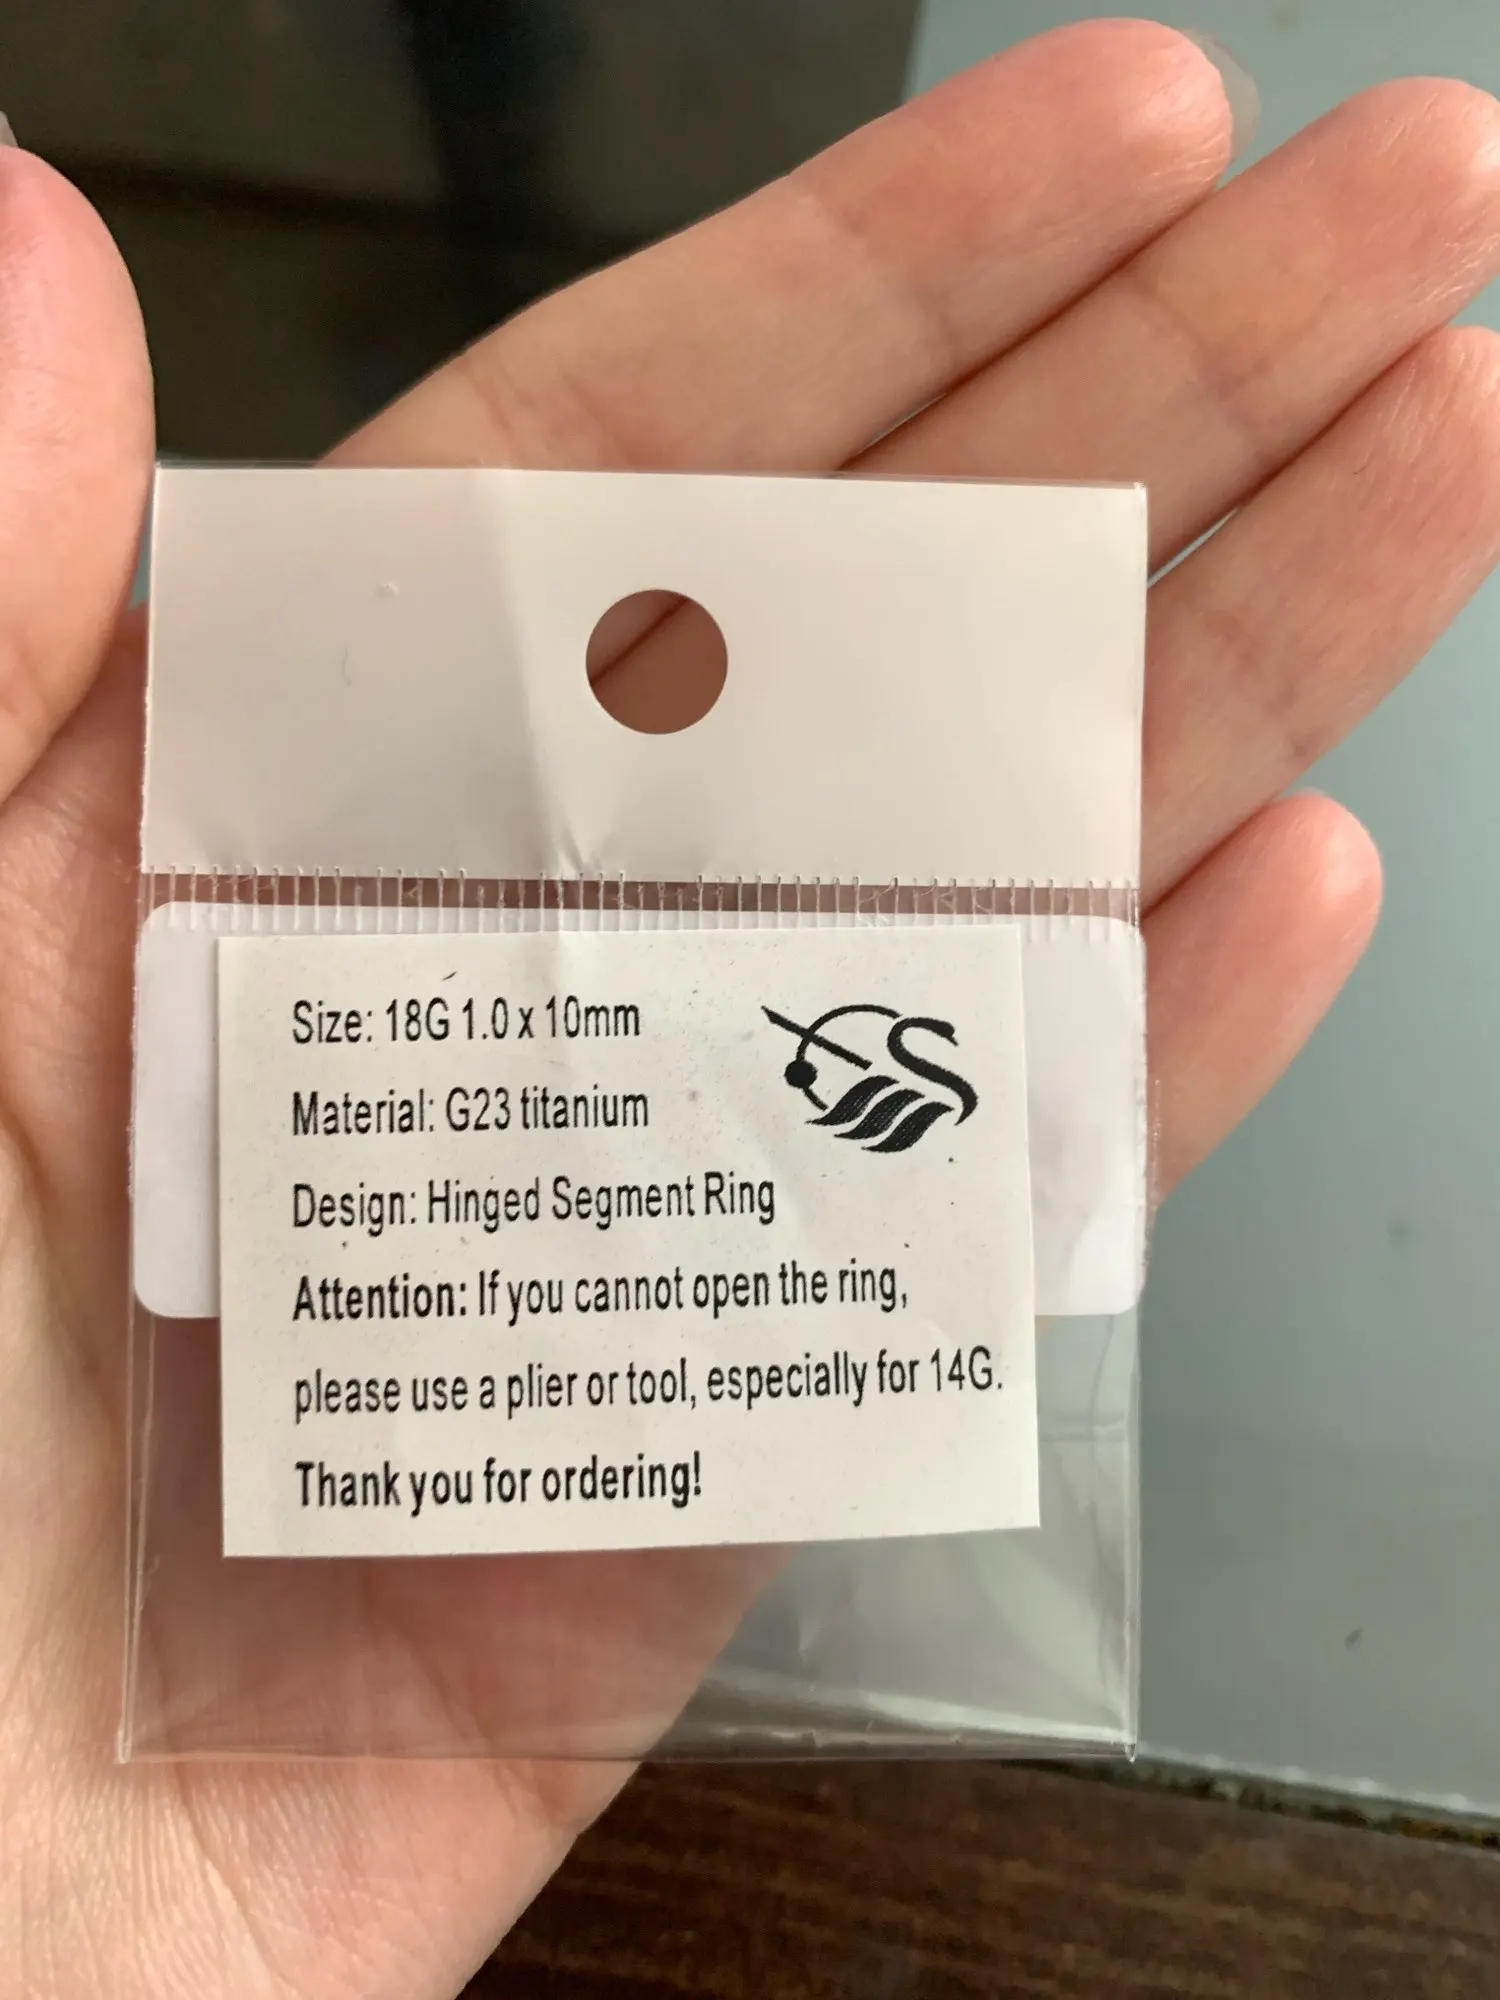 Size: 18G 1.0 x 10mm
Material: G23 titanium
Design: Hinged Segment Ring
Attention: If you cannot open the ring,
please use a plier or tool, especially for 14G.
Thank you for ordering!